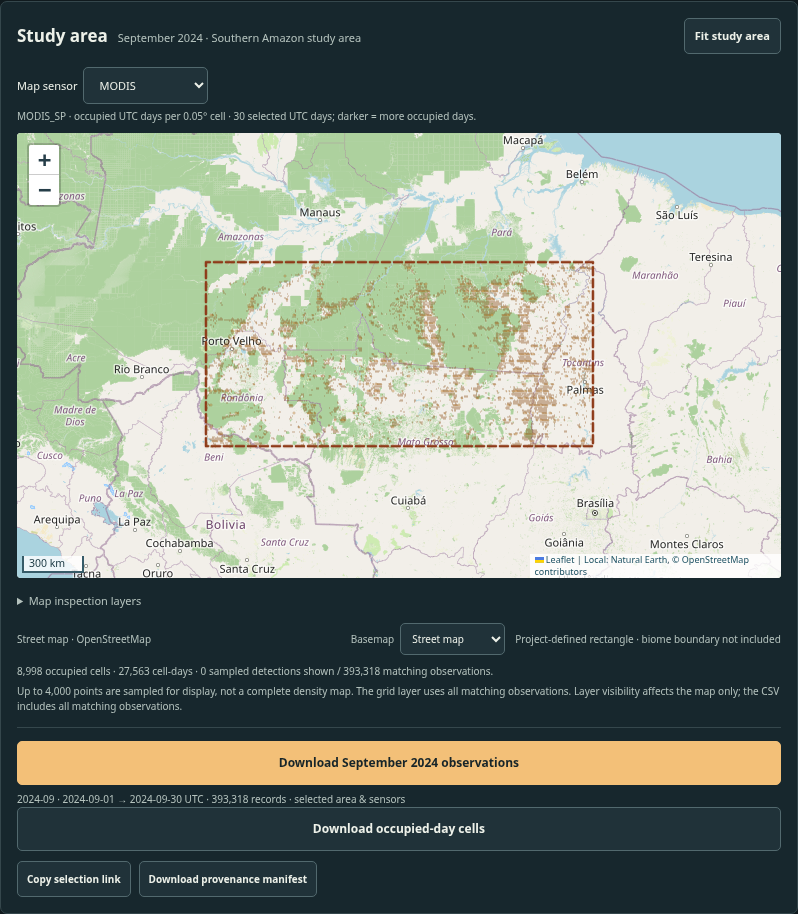 Study area September 2024 · Southern Amazon study area
Fit study area
Map sensor MODIS
MODIS_SP · occupied UTC days per 0.05° cell · 30 selected UTC days; darker = more occupied days.
+
−
Macapá
Belém
zonas
Manaus
São Luís
itos
Amazonas
Pará
Teresina
Maranhão
Piauí
Porto Velho
Acre
Rio Branco
Tocantins
Palmas
Rondônia
Madre de
Dios
Mato Grosso
Cusco
Beni
Bahia
Puno
La Paz
Cuiabá
Brasília
Arequipa
La Paz
Bolivia
Goiás
Cochabamba
Santa Cruz
Goiânia
Montes Claros
300 km
Leaflet | Local: Natural Earth, © OpenStreetMap
contributors
Tacna
Oruro
Santa Cruz
▶ Map inspection layers
Street map · OpenStreetMap
Basemap Street map Project-defined rectangle · biome boundary not included
8,998 occupied cells · 27,563 cell-days · 0 sampled detections shown / 393,318 matching observations.
Up to 4,000 points are sampled for display, not a complete density map. The grid layer uses all matching observations. Layer visibility affects the map only; the CSV
includes all matching observations.
Download September 2024 observations
2024-09 · 2024-09-01 → 2024-09-30 UTC · 393,318 records · selected area & sensors
Download occupied-day cells
Copy selection link
Download provenance manifest